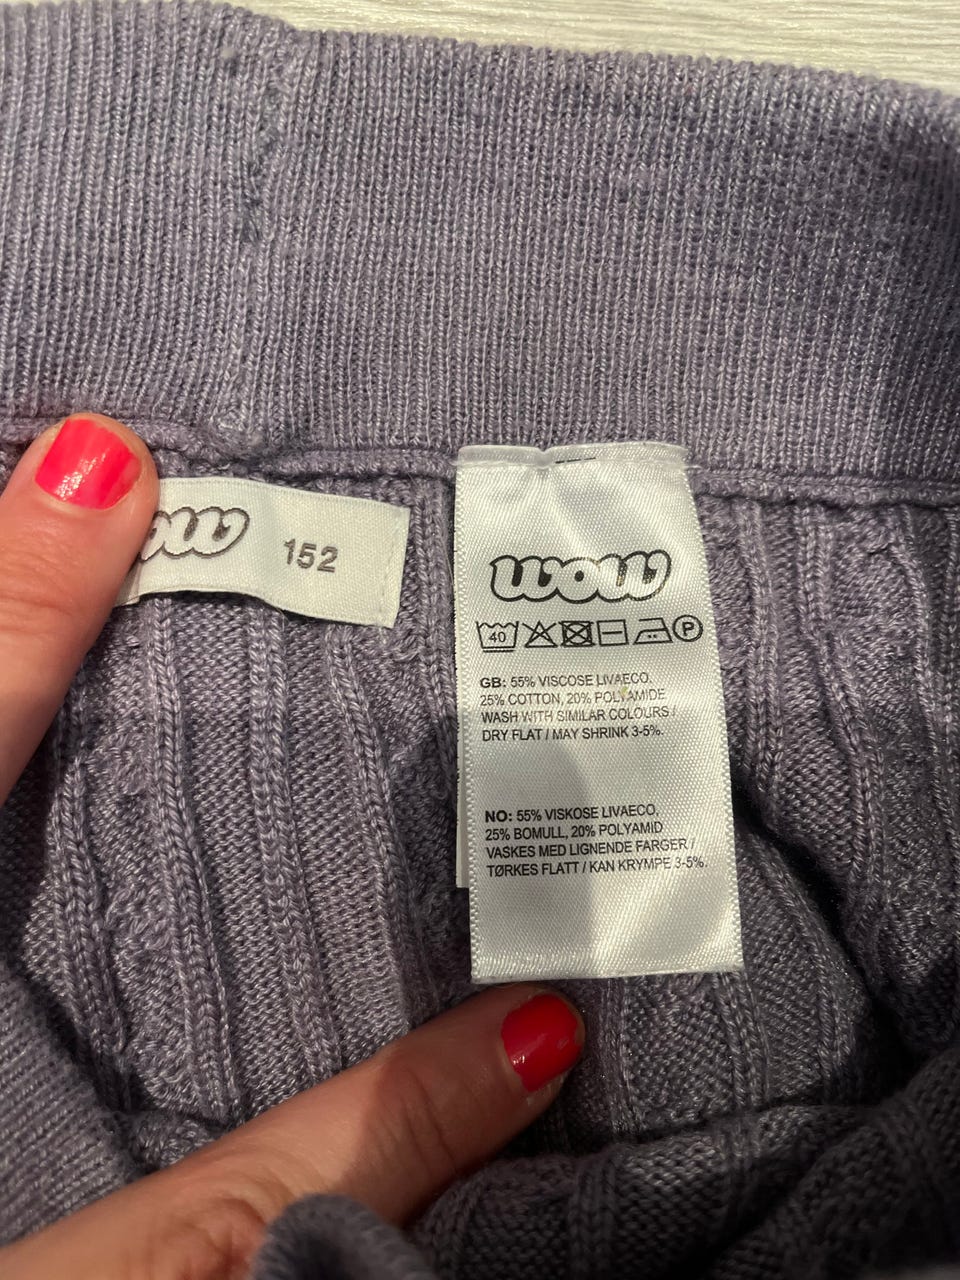 wow 152
wow
40 P
GB: 55% VISCOSE LIVAECO,
25% COTTON, 20% POLYAMIDE
WASH WITH SIMILAR COLOURS /
DRY FLAT / MAY SHRINK 3-5%.
NO: 55% VISKOSE LIVAECO,
25% BOMULL, 20% POLYAMID
VASKES MED LIGNENDE FARGER /
TØRKES FLATT / KAN KRYMPE 3-5%.